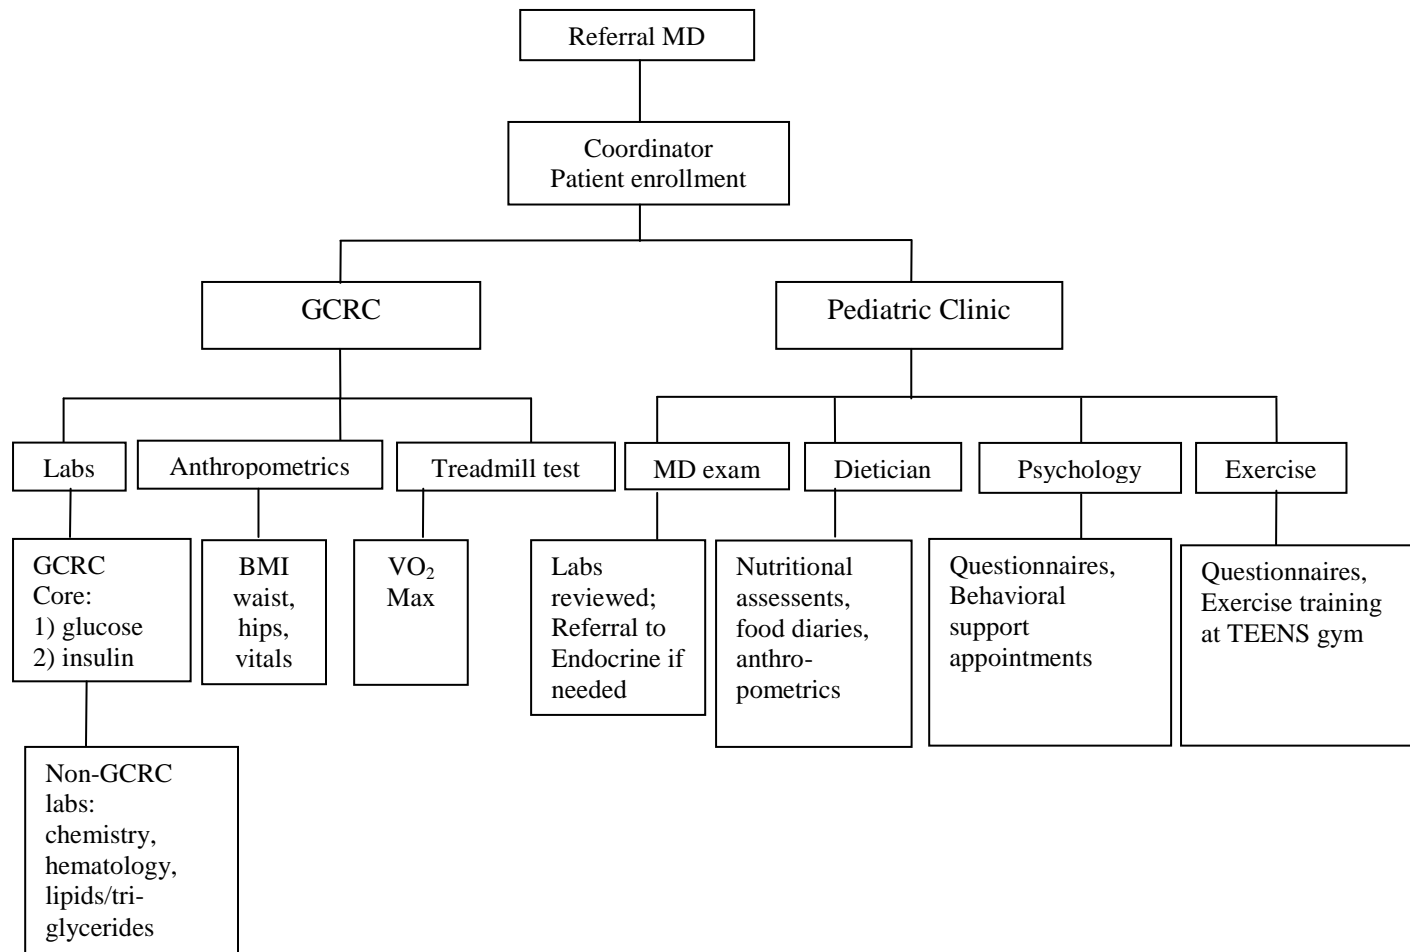 Referral MD
Coordinator
Patient enrollment
GCRC
Pediatric Clinic
Labs
Anthropometrics
Treadmill test
MD exam
Dietician
Psychology
Exercise
GCRC
Core:
1) glucose
2) insulin
BMI
waist,
hips,
vitals
VO₂
Max
Labs
reviewed;
Referral to
Endocrine if
needed
Nutritional
assessents,
food diaries,
anthro-
pometrics
Questionnaires,
Behavioral
support
appointments
Questionnaires,
Exercise training
at TEENS gym
Non-GCRC
labs:
chemistry,
hematology,
lipids/tri-
glycerides